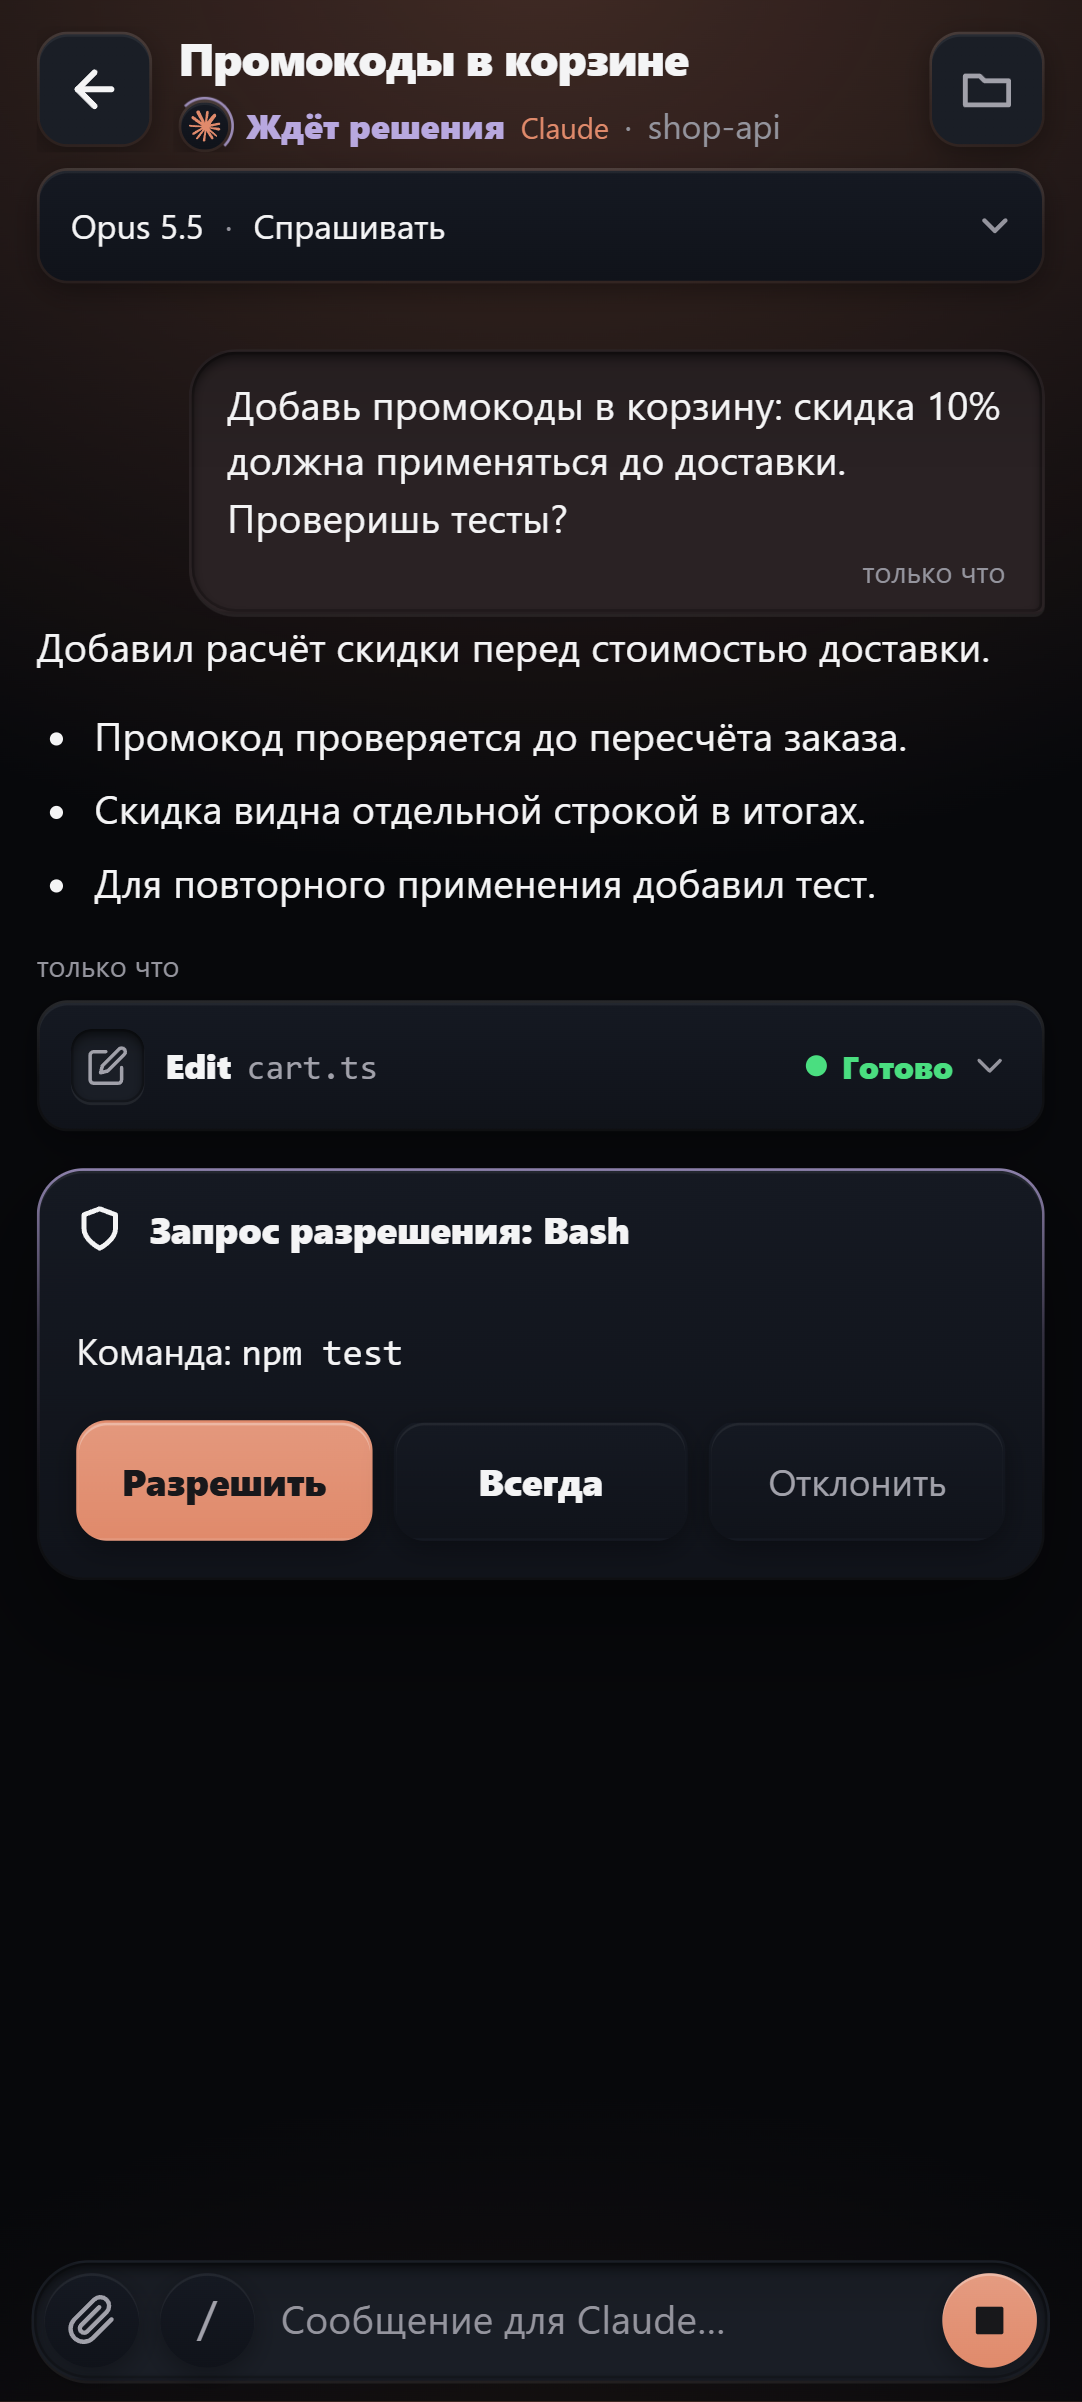 Промокоды в корзине
Ждёт решения Claude · shop-api
Opus 5.5 · Спрашивать
Добавь промокоды в корзину: скидка 10%
должна применяться до доставки.
Проверишь тесты?
только что
Добавил расчёт скидки перед стоимостью доставки.
• Промокод проверяется до пересчёта заказа.
• Скидка видна отдельной строкой в итогах.
• Для повторного применения добавил тест.
только что
Edit cart.ts Готово
Запрос разрешения: Bash
Команда: npm test
Разрешить Всегда Отклонить
/ Сообщение для Claude...